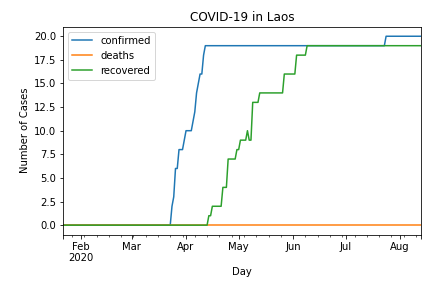 COVID-19 in Laos
confirmed
deaths
recovered
Number of Cases
20.0
17.5
15.0
12.5
10.0
7.5
5.0
2.5
0.0
Feb Mar Apr May Jun Jul Aug
2020
Day